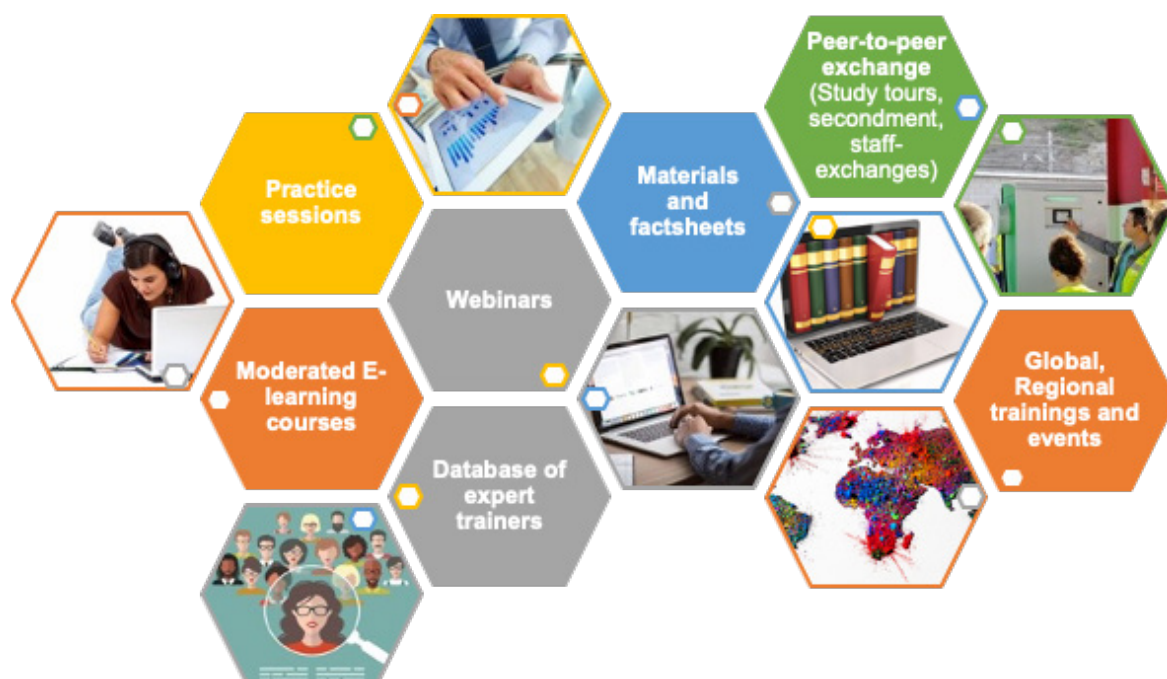 Peer-to-peer
exchange
(Study tours,
secondment,
staff-
exchanges)
Practice
sessions
Materials
and
factsheets
Webinars
Moderated E-
learning
courses
Global,
Regional
trainings and
events
Database of
expert
trainers